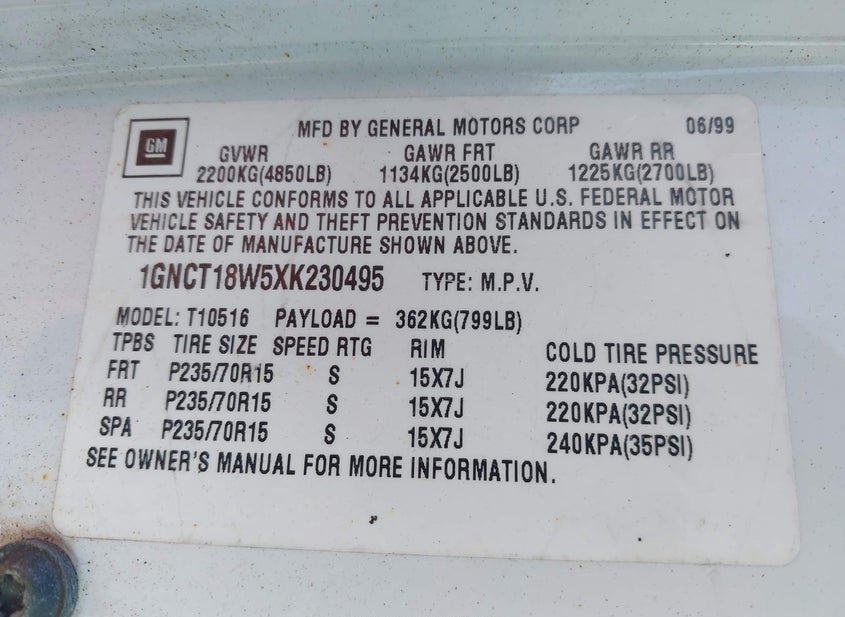 MFD BY GENERAL MOTORS CORP 06/99
GM
GVWR GAWR FRT GAWR RR
2200KG(4850LB) 1134KG(2500LB) 1225KG(2700LB)
THIS VEHICLE CONFORMS TO ALL APPLICABLE U.S. FEDERAL MOTOR
VEHICLE SAFETY AND THEFT PREVENTION STANDARDS IN EFFECT ON
THE DATE OF MANUFACTURE SHOWN ABOVE.
1GNCT18W5XK230495 TYPE: M.P.V.
MODEL: T10516 PAYLOAD = 362KG(799LB)
TPBS TIRE SIZE SPEED RTG RIM COLD TIRE PRESSURE
FRT P235/70R15 S 15X7J 220KPA(32PSI)
RR P235/70R15 S 15X7J 220KPA(32PSI)
SPA P235/70R15 S 15X7J 240KPA(35PSI)
SEE OWNER'S MANUAL FOR MORE INFORMATION.